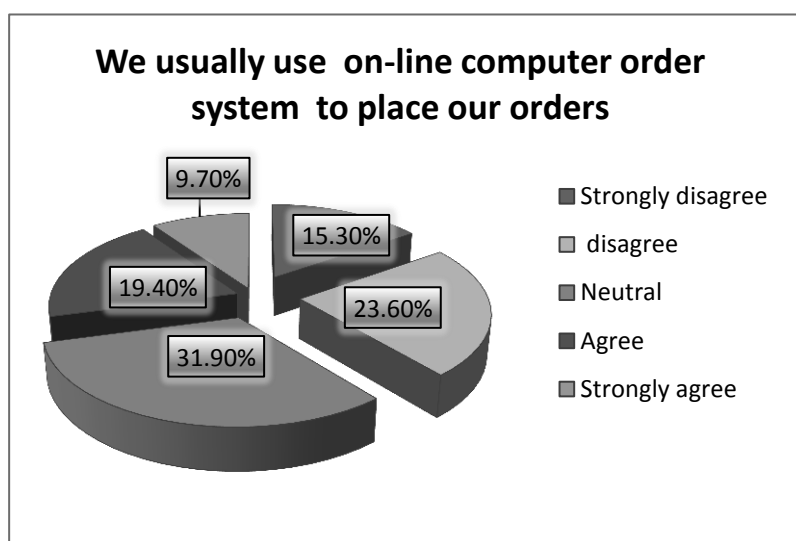 We usually use on-line computer order
system to place our orders
9.70%
15.30%
19.40%
23.60%
31.90%
Strongly disagree
disagree
Neutral
Agree
Strongly agree